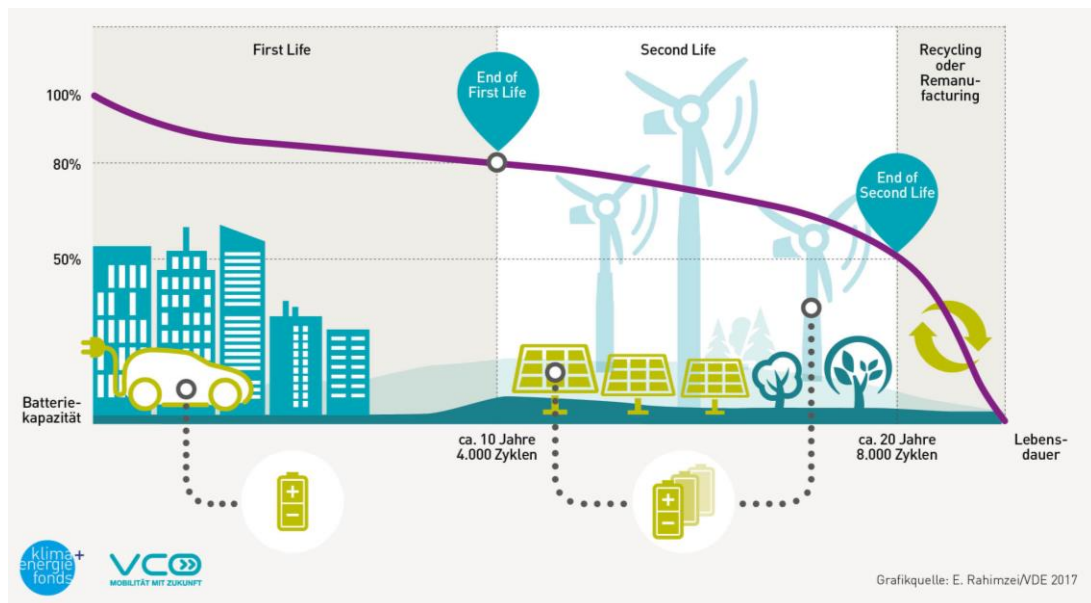 First Life
Second Life
Recycling
oder
Remanu-
facturing
End of
First Life
100%
80%
End of
Second Life
50%
Batterie-
kapazität
ca. 10 Jahre
4.000 Zyklen
ca. 20 Jahre
8.000 Zyklen
Lebens-
dauer
klima+
energie
fonds
VCO
MOBILITÄT MIT ZUKUNFT
Grafikquelle: E. Rahimzei/VDE 2017